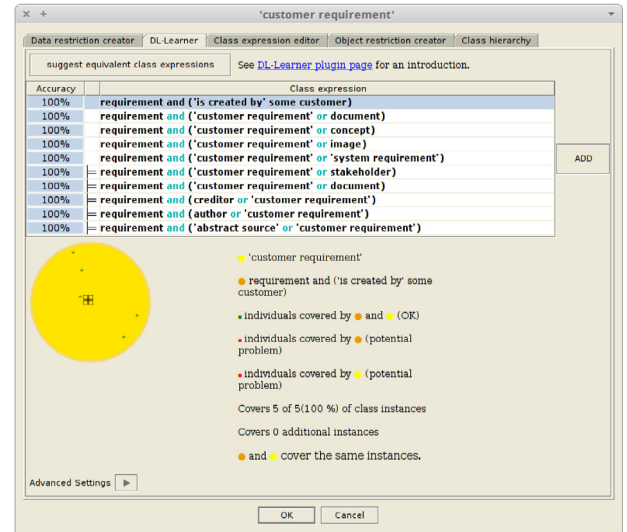 'customer requirement'
Data restriction creator DL-Learner Class expression editor Object restriction creator Class hierarchy
suggest equivalent class expressions See DL-Learner plugin page for an introduction.
Accuracy Class expression
100% requirement and ('is created by' some customer)
100% requirement and ('customer requirement' or document)
100% requirement and ('customer requirement' or concept)
100% requirement and ('customer requirement' or image)
100% requirement and ('customer requirement' or 'system requirement')
100% requirement and ('customer requirement' or stakeholder)
100% requirement and ('customer requirement' or document)
100% requirement and (creditor or 'customer requirement')
100% requirement and (author or 'customer requirement')
100% requirement and ('abstract source' or 'customer requirement')
ADD
'customer requirement'
requirement and ('is created by' some
customer)
individuals covered by and (OK)
individuals covered by (potential
problem)
individuals covered by (potential
problem)
Covers 5 of 5(100 %) of class instances
Covers 0 additional instances
and cover the same instances.
Advanced Settings
OK Cancel